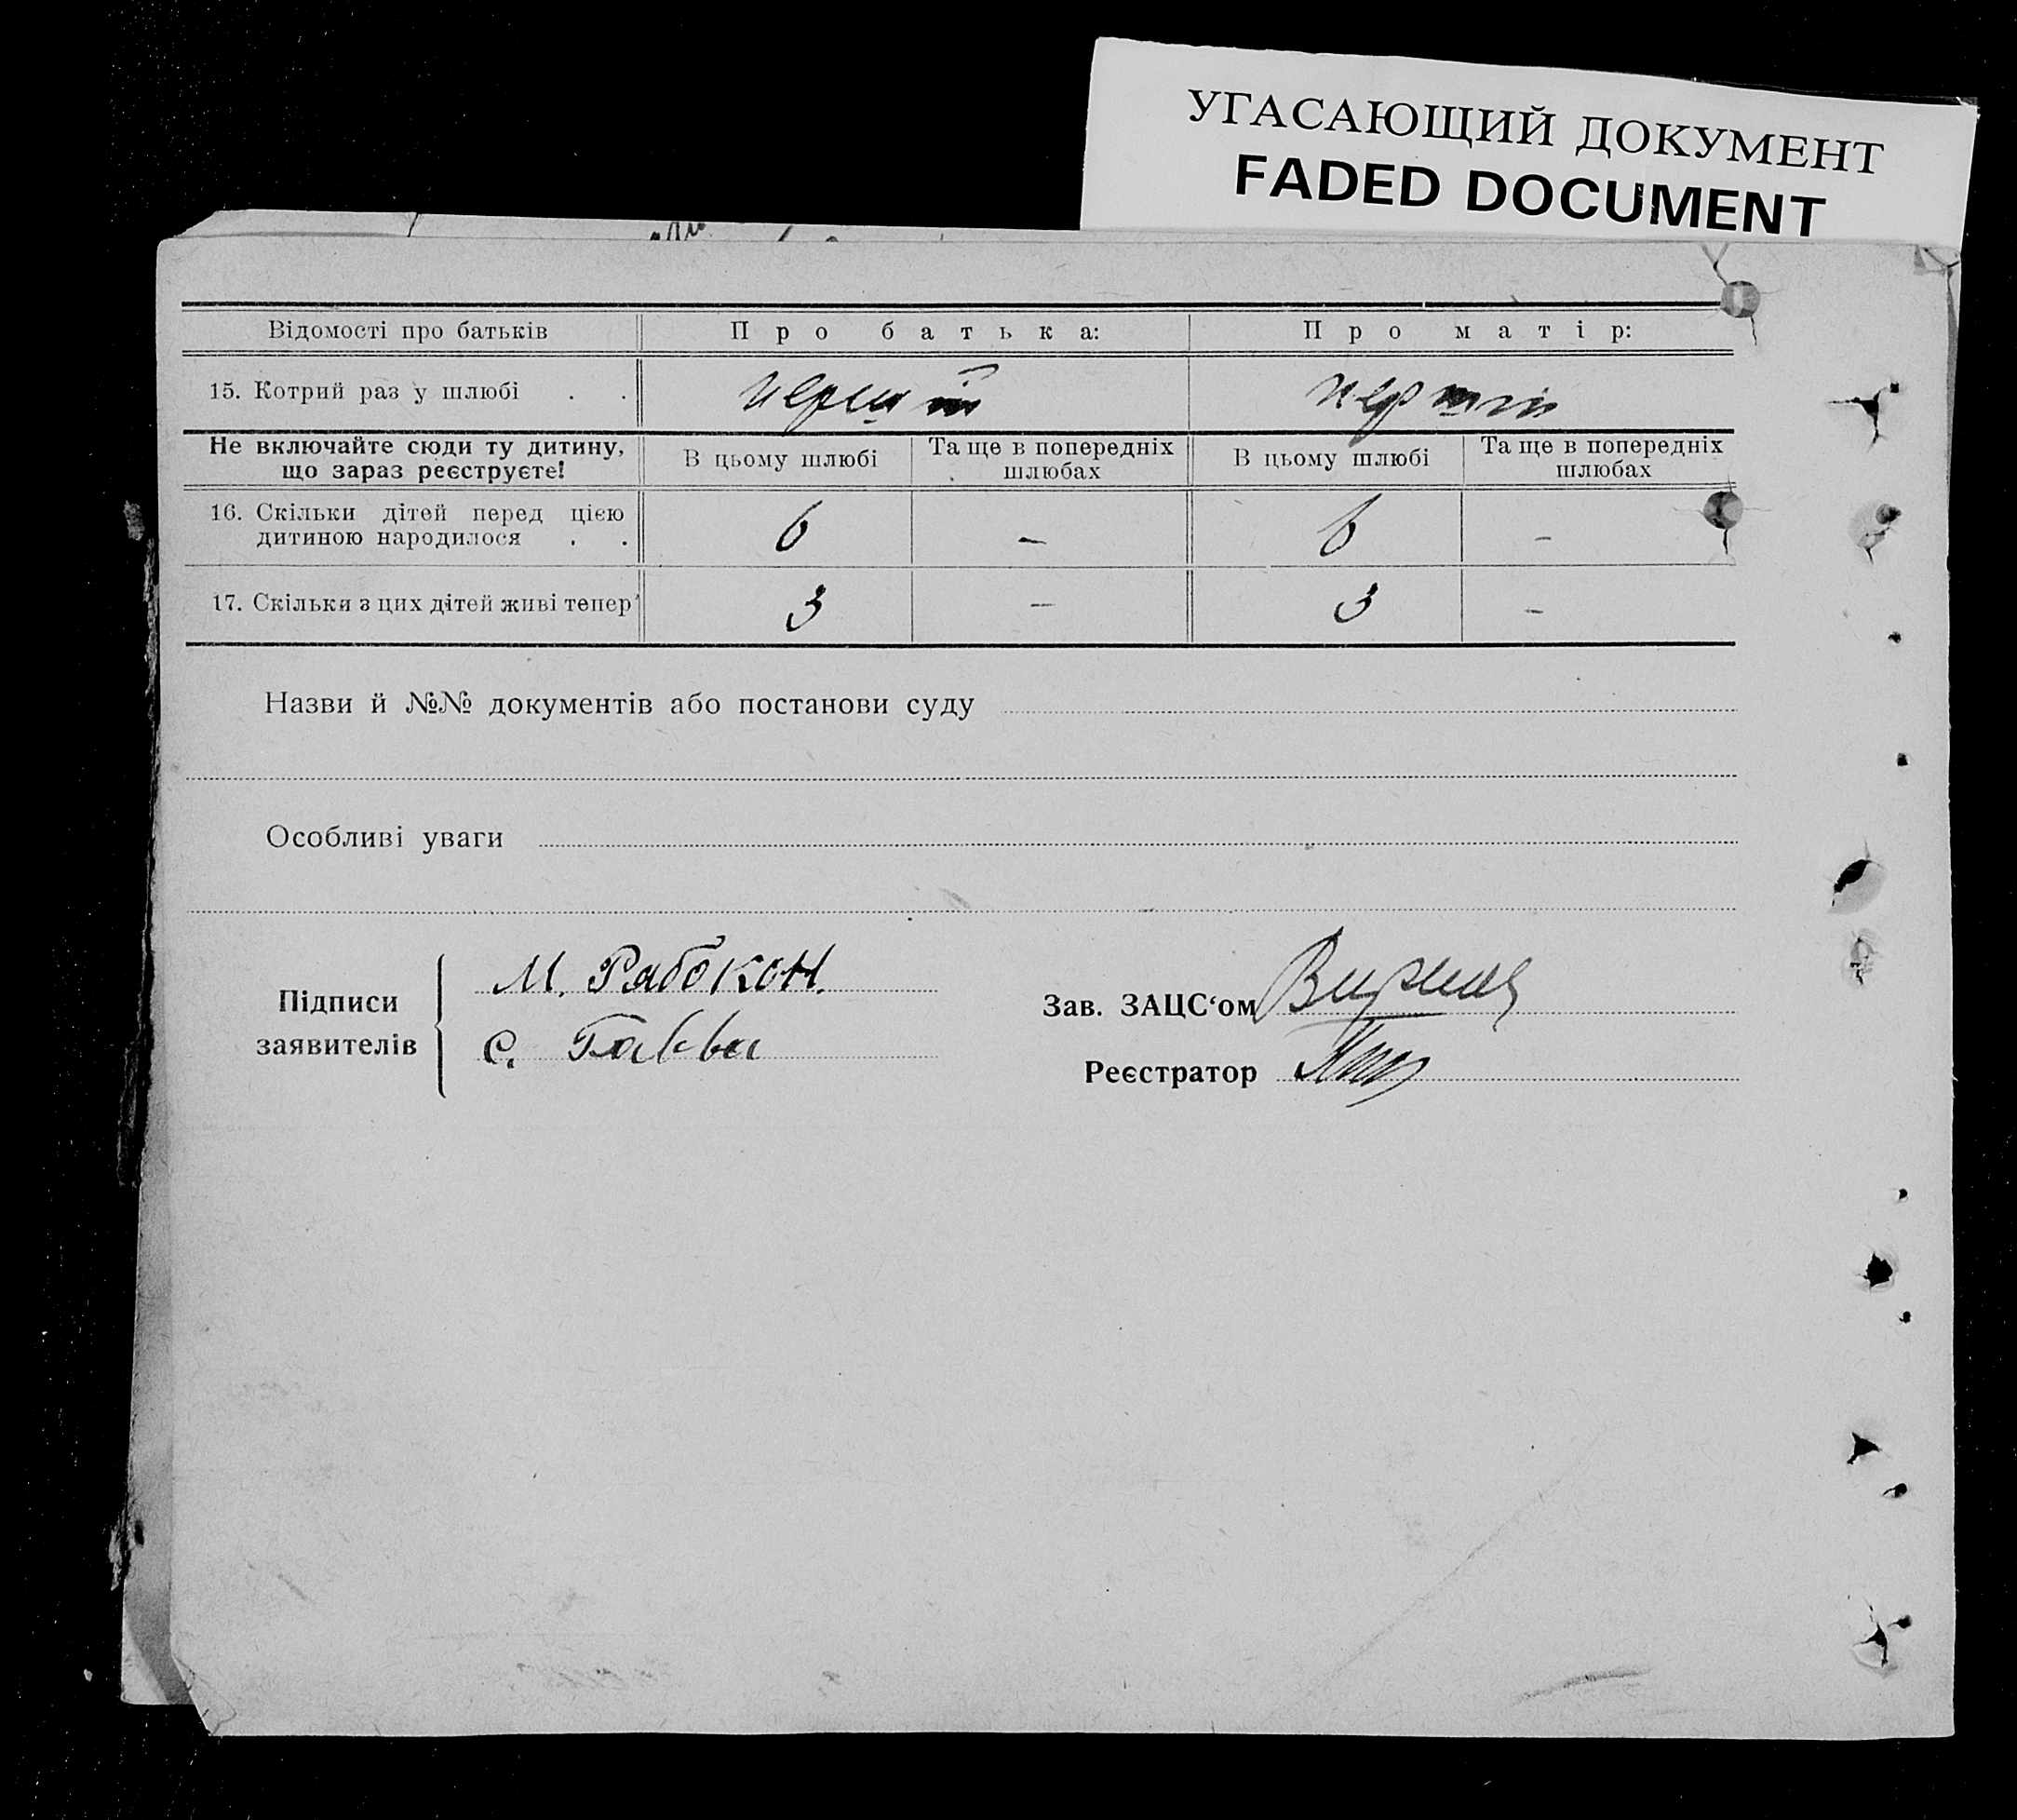 УГАСАЮЩИЙ ДОКУМЕНТ
FADED DOCUMENT
Відомості про батьків Про батька: Про матір:
15. Котрий раз у шлюбі . . перший перший
Не включайте сюди ту дитину, що зараз реєструєте! В цьому шлюбі Та ще в попередніх шлюбах В цьому шлюбі Та ще в попередніх шлюбах
16. Скільки дітей перед цією дитиною народилося . . 6 – 6 –
17. Скільки з цих дітей живі тепер 3 – 3 –
Назви й №№ документів або постанови суду
Особливі уваги
Підписи заявителів
М. Рабокон.
С.
Зав. ЗАЦС‘ом
Реєстратор